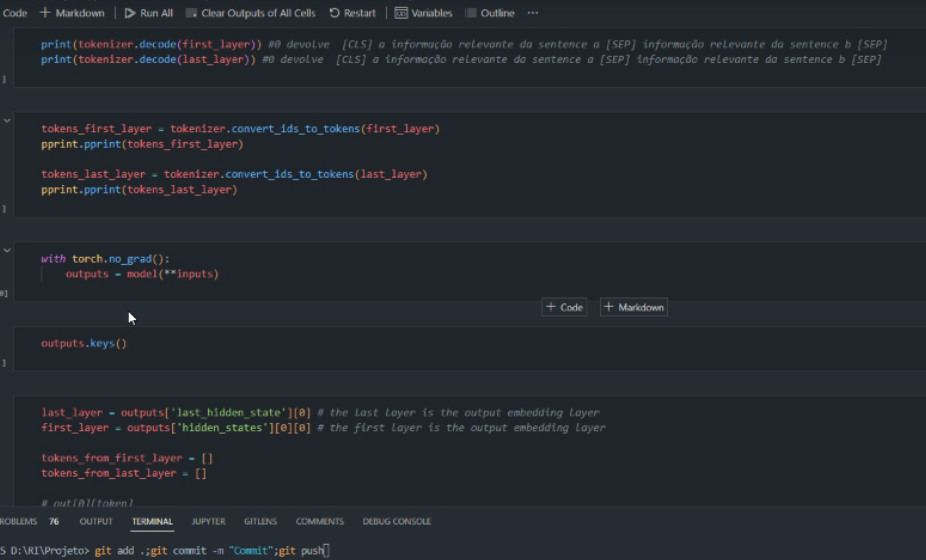 Code + Markdown Run All Clear Outputs of All Cells Restart Variables Outline ...
print(tokenizer.decode(first_layer)) #0 devolve [CLS] a informação relevante da sentence a [SEP] informação relevante da sentence b [SEP]
print(tokenizer.decode(last_layer)) #0 devolve [CLS] a informação relevante da sentence a [SEP] informação relevante da sentence b [SEP]
]
tokens_first_layer = tokenizer.convert_ids_to_tokens(first_layer)
pprint.pprint(tokens_first_layer)
tokens_last_layer = tokenizer.convert_ids_to_tokens(last_layer)
pprint.pprint(tokens_last_layer)
]
with torch.no_grad():
outputs = model(**inputs)
0]
+ Code + Markdown
outputs.keys()
]
last_layer = outputs['last_hidden_state'][0] # the last layer is the output embedding layer
first_layer = outputs['hidden_states'][0][0] # the first layer is the output embedding layer
tokens_from_first_layer = []
tokens_from_last_layer = []
# out[0][token]
ROBLEMS 76 OUTPUT TERMINAL JUPYTER GITLENS COMMENTS DEBUG CONSOLE
S D:\RI\Projeto> git add .;git commit -m "Commit";git push